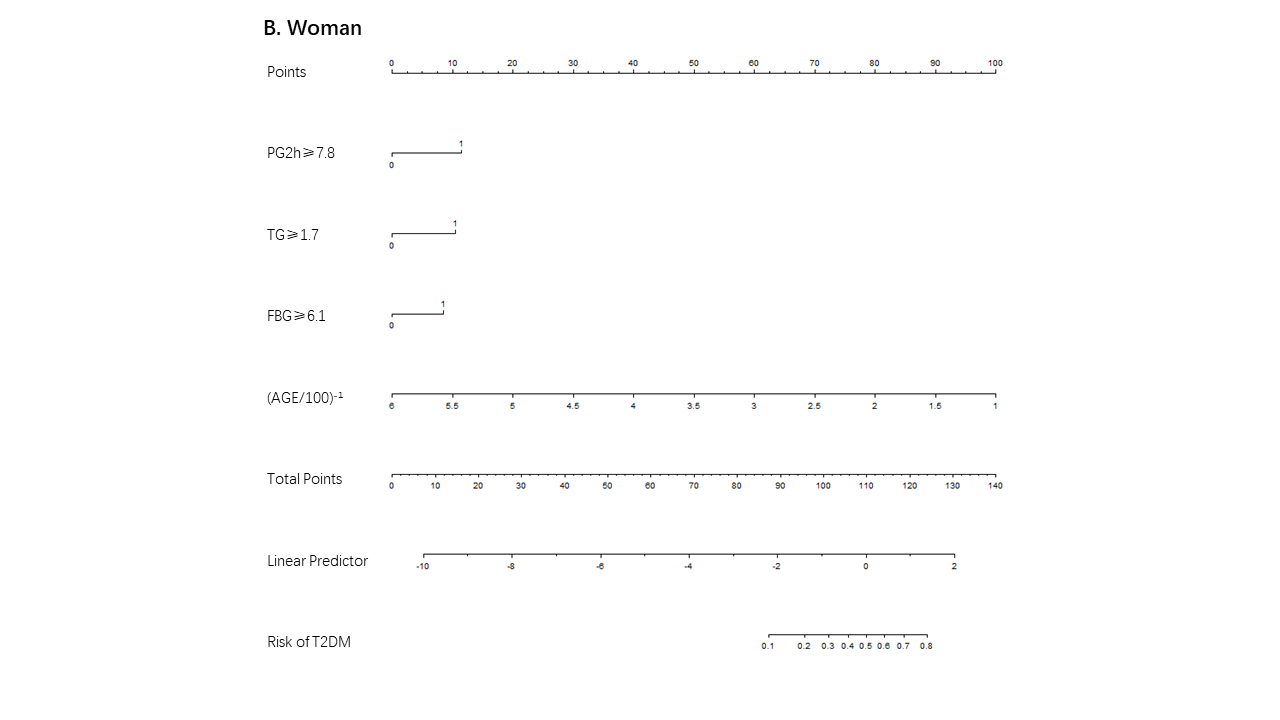 B. Woman
Points 0 10 20 30 40 50 60 70 80 90 100
1
PG2h⩾7.8
0
1
TG⩾1.7
0
1
FBG⩾6.1
0
(AGE/100)⁻¹
6 5.5 5 4.5 4 3.5 3 2.5 2 1.5 1
Total Points
0 10 20 30 40 50 60 70 80 90 100 110 120 130 140
Linear Predictor
-10 -8 -6 -4 -2 0 2
Risk of T2DM
0.1 0.2 0.3 0.4 0.5 0.6 0.7 0.8